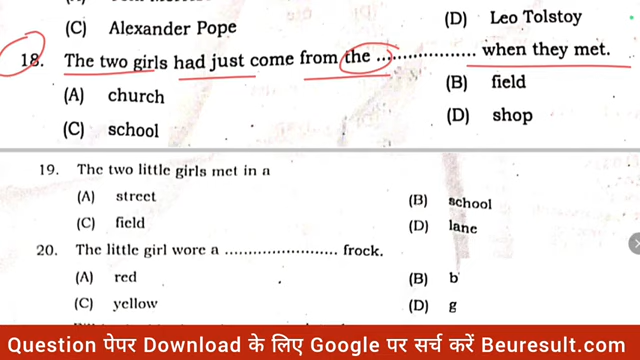 (C) Alexander Pope
(D) Leo Tolstoy
18. The two girls had just come from the .................. when they met.
(A) church
(B) field
(C) school
(D) shop
19. The two little girls met in a
(A) street
(B) school
(C) field
(D) lane
20. The little girl wore a ........................ frock.
(A) red
(B) b
(C) yellow
(D) g
Question पेपर Download के लिए Google पर सर्च करें Beuresult.com